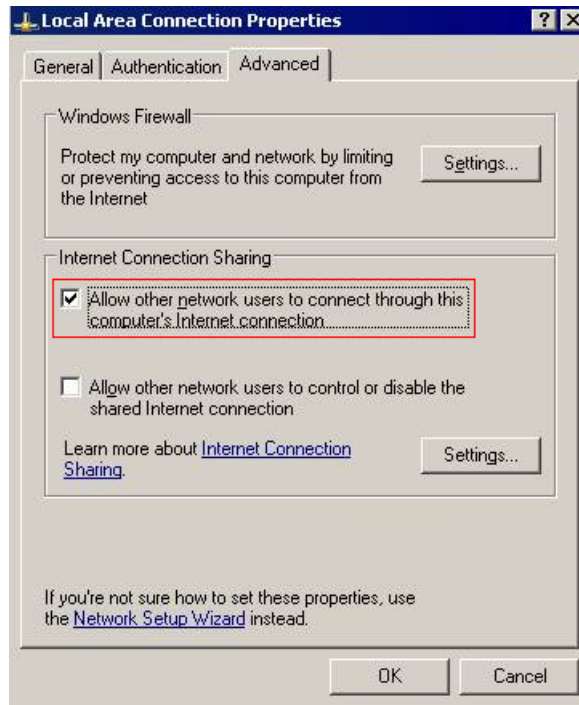 Local Area Connection Properties
General Authentication Advanced
Windows Firewall
Protect my computer and network by limiting
or preventing access to this computer from
the Internet
Settings...
Internet Connection Sharing
Allow other network users to connect through this
computer's Internet connection
Allow other network users to control or disable the
shared Internet connection
Learn more about Internet Connection
Sharing.
Settings...
If you're not sure how to set these properties, use
the Network Setup Wizard instead.
OK Cancel